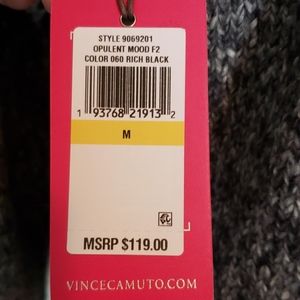 STYLE 9069201
OPULENT MOOD F2
COLOR 060 RICH BLACK
1 93768 21913 2
M
MSRP $119.00
VINCECAMUTO.COM